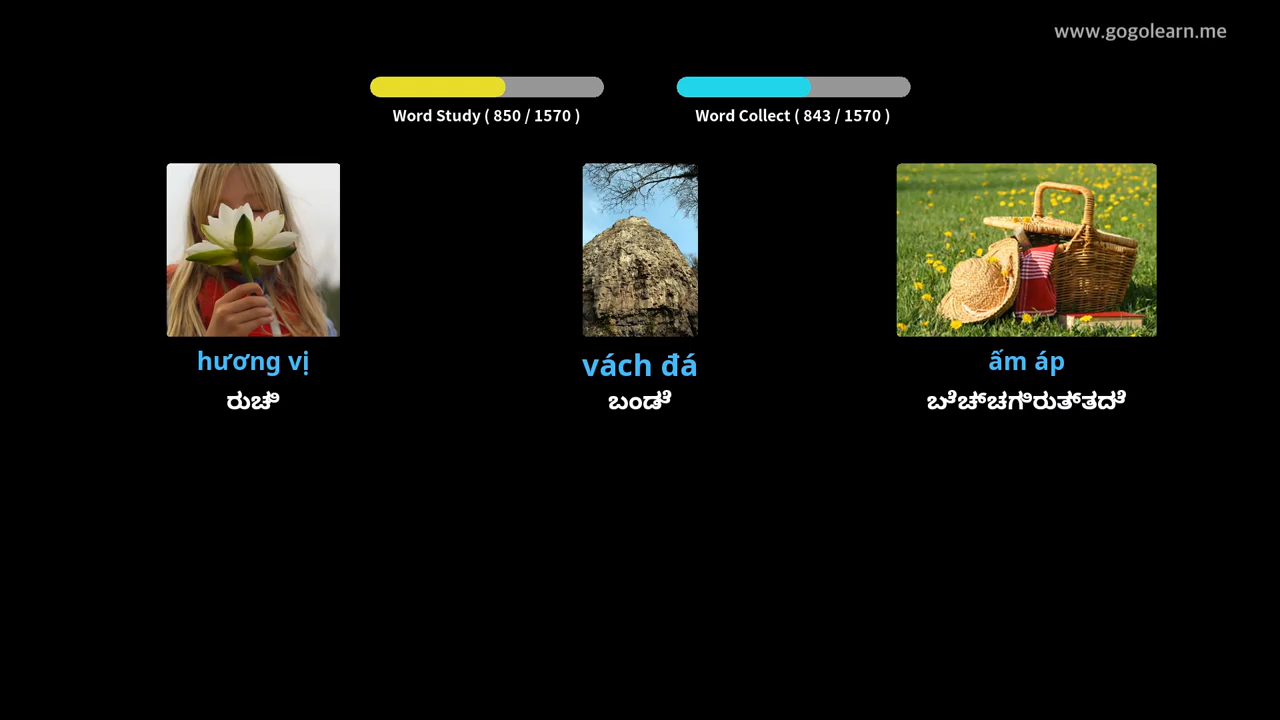 www.gogolearn.me
Word Study ( 850 / 1570 )
Word Collect ( 843 / 1570 )
hương vị
vách đá
ấm áp
ರುಚಿ
ಬಂಡೆ
ಬೆಚ್ಚಗಿರುತ್ತದೆ